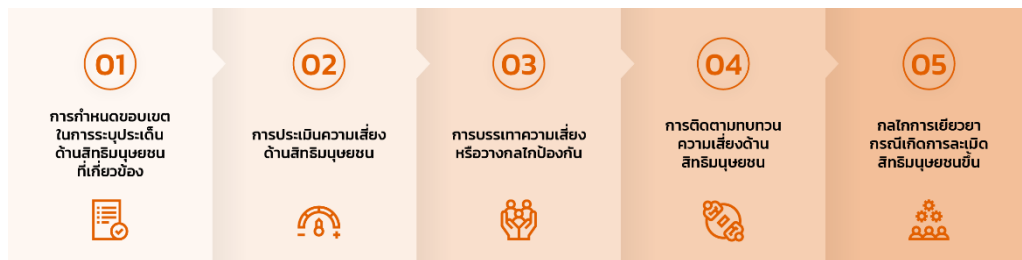 01
การกำหนดขอบเขต
ในการระบุประเด็น
ด้านสิทธิมนุษยชน
ที่เกี่ยวข้อง
02
การประเมินความเสี่ยง
ด้านสิทธิมนุษยชน
03
การบรรเทาความเสี่ยง
หรือวางกลไกป้องกัน
04
การติดตามทบทวน
ความเสี่ยงด้าน
สิทธิมนุษยชน
05
กลไกการเยียวยา
กรณีเกิดการละเมิด
สิทธิมนุษยชนขึ้น